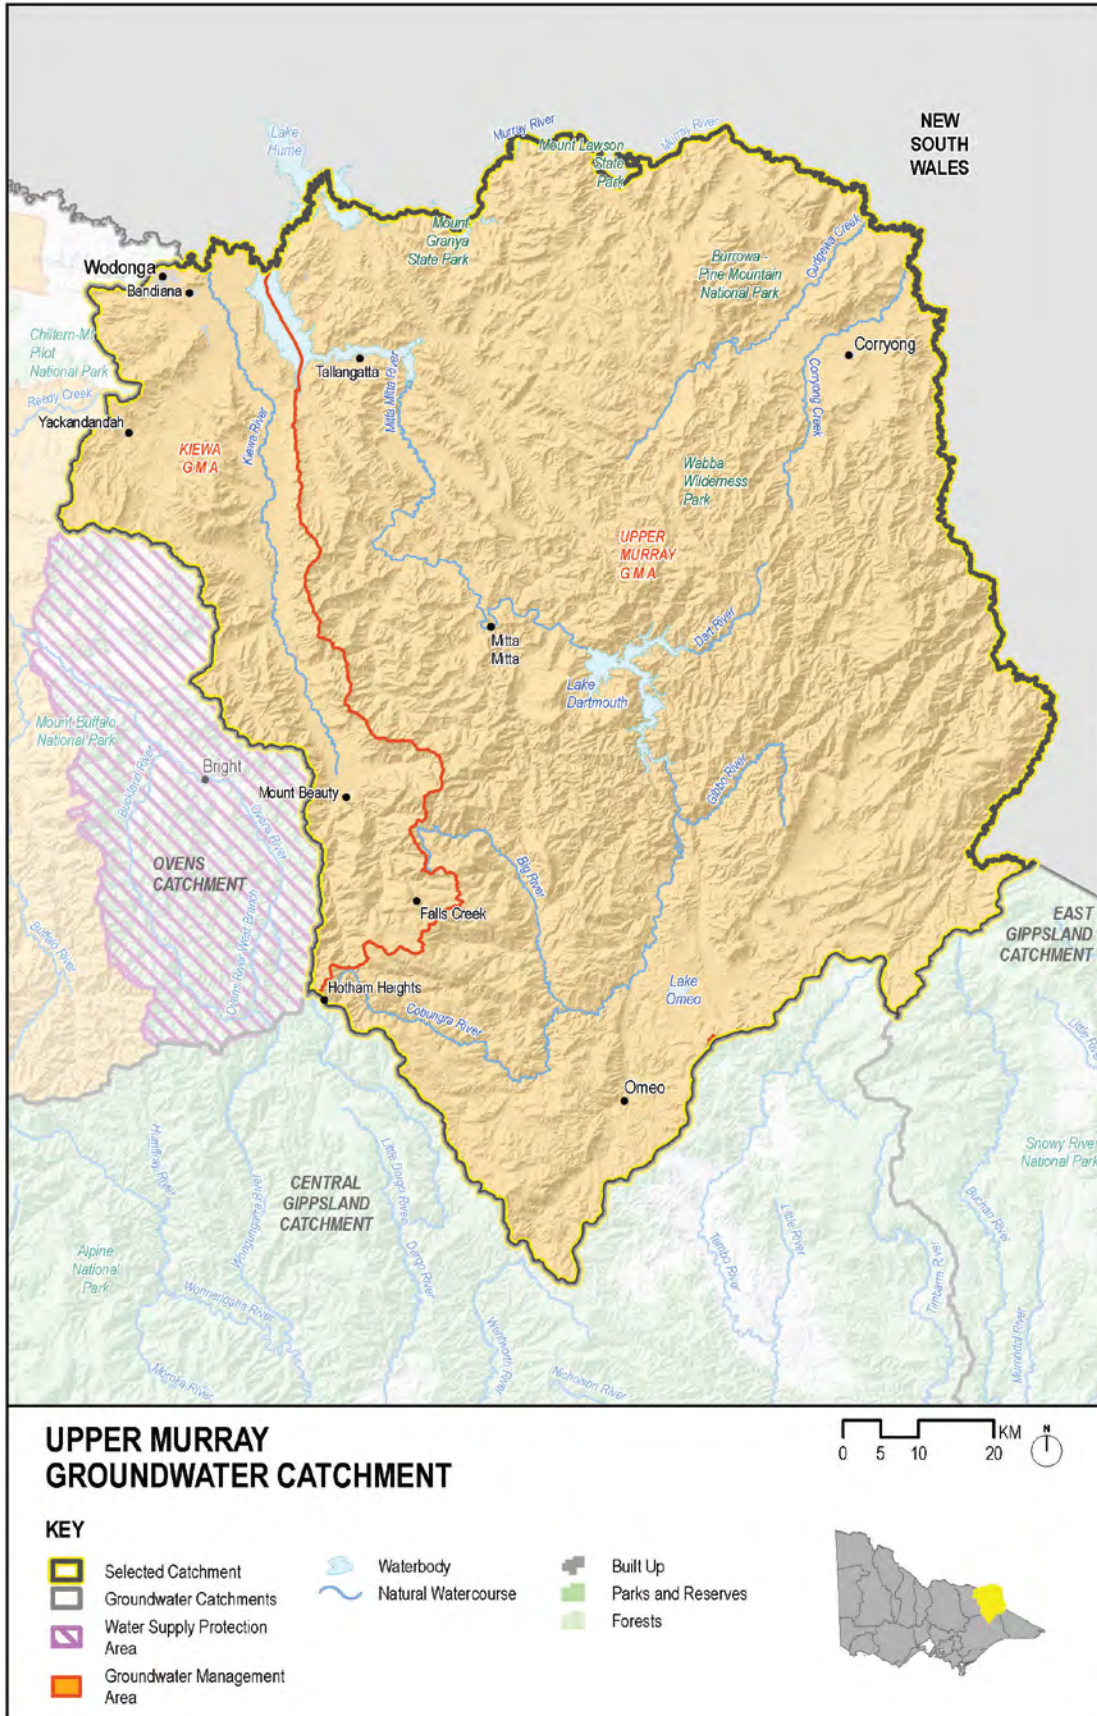 NEW
SOUTH
WALES
Lake
Hume
Murray River
Murray River
Mount Lawson
State
Park
Mount
Granya
State Park
Cudgewa Creek
Burrowa -
Pine Mountain
National Park
Wodonga
Bandiana
Chiltern-Mt
Pilot
National Park
Reedy Creek
Yackandandah
Tallangatta
Mitta Mitta River
Kiewa River
Corryong
Corryong Creek
KIEWA
G M A
Wabba
Wilderness
Park
UPPER
MURRAY
G M A
Mitta
Mitta
Dart River
Lake
Dartmouth
Mount Buffalo
National Park
Bright
Buckland River
Ovens River
Mount Beauty
Gibbo River
OVENS
CATCHMENT
Big River
Falls Creek
Buffalo River
Ovens River West Branch
EAST
GIPPSLAND
CATCHMENT
Hotham Heights
Cobungra River
Lake
Omeo
Little River
Omeo
Humffray River
Wongungarra River
Little Dargo River
CENTRAL
GIPPSLAND
CATCHMENT
Dargo River
Snowy River
National Park
Buchan River
Little River
Tambo River
Timbarra River
Alpine
National
Park
Wonnangatta River
Moroka River
Wentworth River
Nicholson River
Murrindal River
UPPER MURRAY
GROUNDWATER CATCHMENT
KM
0 5 10 20
N
KEY
Selected Catchment
Groundwater Catchments
Water Supply Protection
Area
Groundwater Management
Area
Waterbody
Natural Watercourse
Built Up
Parks and Reserves
Forests